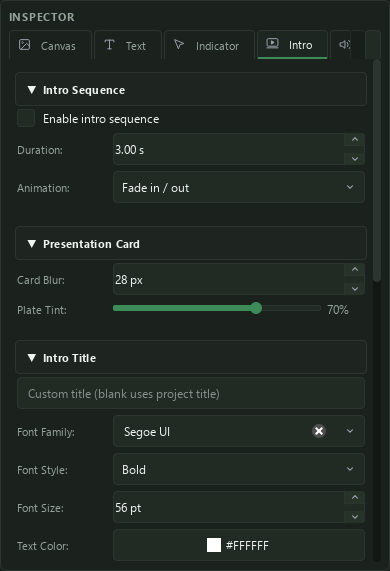 INSPECTOR
Canvas Text Indicator Intro
Intro Sequence
Enable intro sequence
Duration: 3.00 s
Animation: Fade in / out
Presentation Card
Card Blur: 28 px
Plate Tint: 70%
Intro Title
Custom title (blank uses project title)
Font Family: Segoe UI
Font Style: Bold
Font Size: 56 pt
Text Color: #FFFFFF